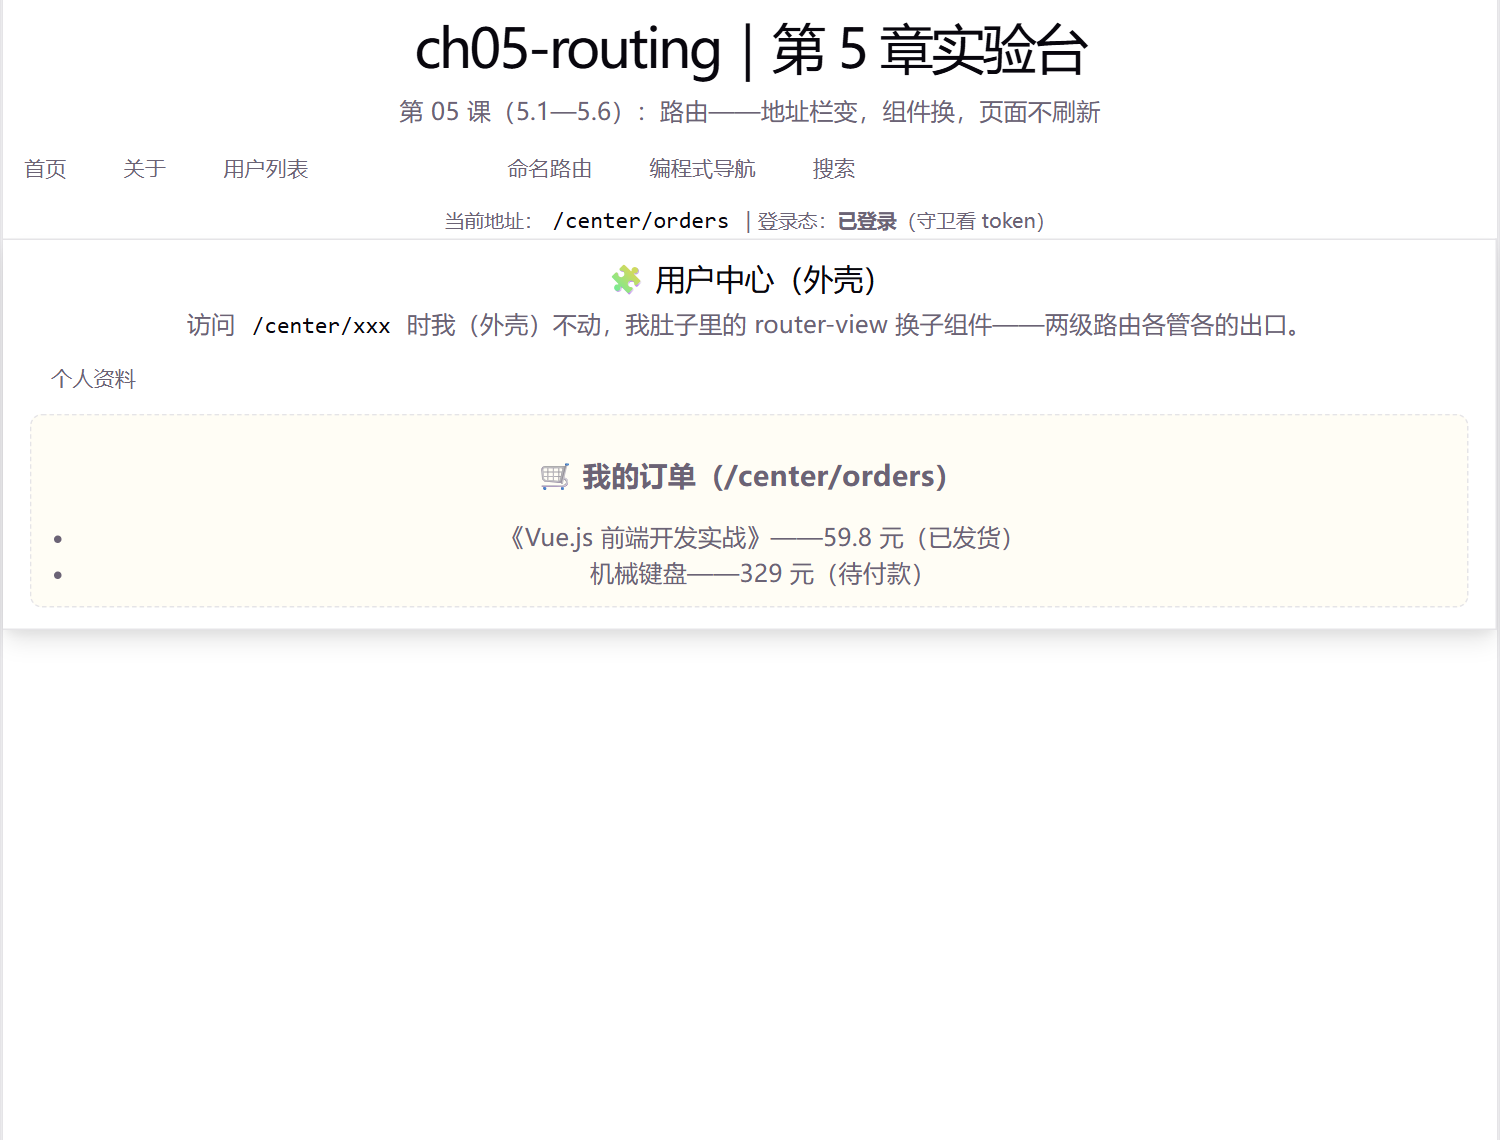 ch05-routing | 第 5 章实验台
第 05 课（5.1—5.6）：路由——地址栏变，组件换，页面不刷新
首页 关于 用户列表 命名路由 编程式导航 搜索
当前地址： /center/orders | 登录态：已登录（守卫看 token）
🧩 用户中心（外壳）
访问 /center/xxx 时我（外壳）不动，我肚子里的 router-view 换子组件——两级路由各管各的出口。
个人资料
🛒 我的订单（/center/orders）
• 《Vue.js 前端开发实战》——59.8 元（已发货）
• 机械键盘——329 元（待付款）